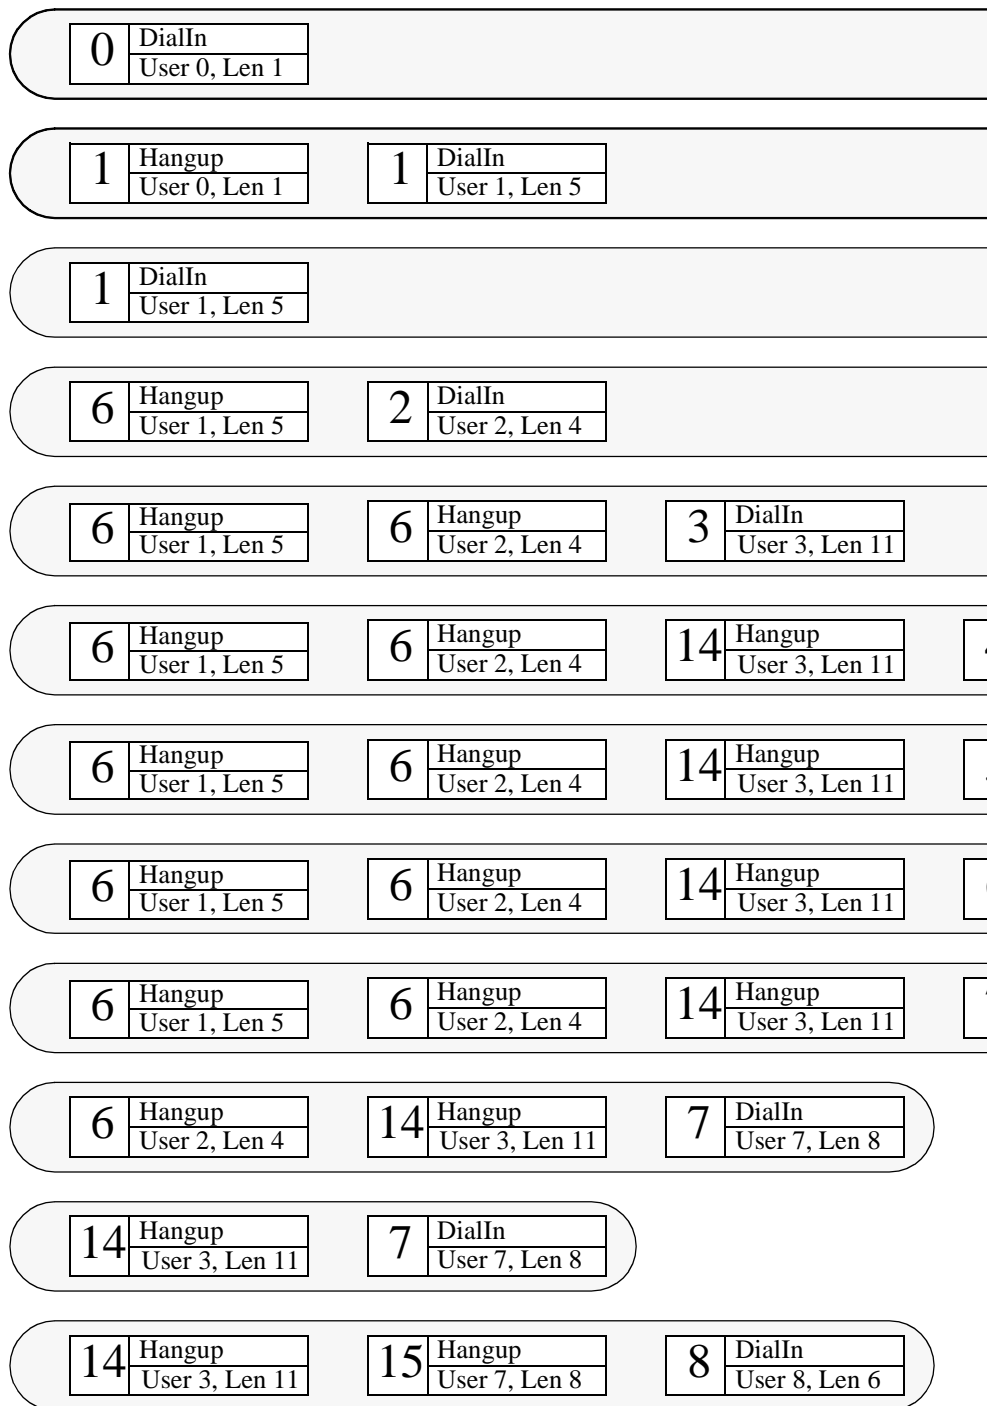 0 DialIn
User 0, Len 1
1 Hangup 1 DialIn
User 0, Len 1 User 1, Len 5
1 DialIn
User 1, Len 5
6 Hangup 2 DialIn
User 1, Len 5 User 2, Len 4
6 Hangup 6 Hangup 3 DialIn
User 1, Len 5 User 2, Len 4 User 3, Len 11
6 Hangup 6 Hangup 14 Hangup
User 1, Len 5 User 2, Len 4 User 3, Len 11
6 Hangup 6 Hangup 14 Hangup
User 1, Len 5 User 2, Len 4 User 3, Len 11
6 Hangup 6 Hangup 14 Hangup
User 1, Len 5 User 2, Len 4 User 3, Len 11
6 Hangup 6 Hangup 14 Hangup
User 1, Len 5 User 2, Len 4 User 3, Len 11
6 Hangup 14 Hangup 7 DialIn
User 2, Len 4 User 3, Len 11 User 7, Len 8
14 Hangup 7 DialIn
User 3, Len 11 User 7, Len 8
14 Hangup 15 Hangup 8 DialIn
User 3, Len 11 User 7, Len 8 User 8, Len 6